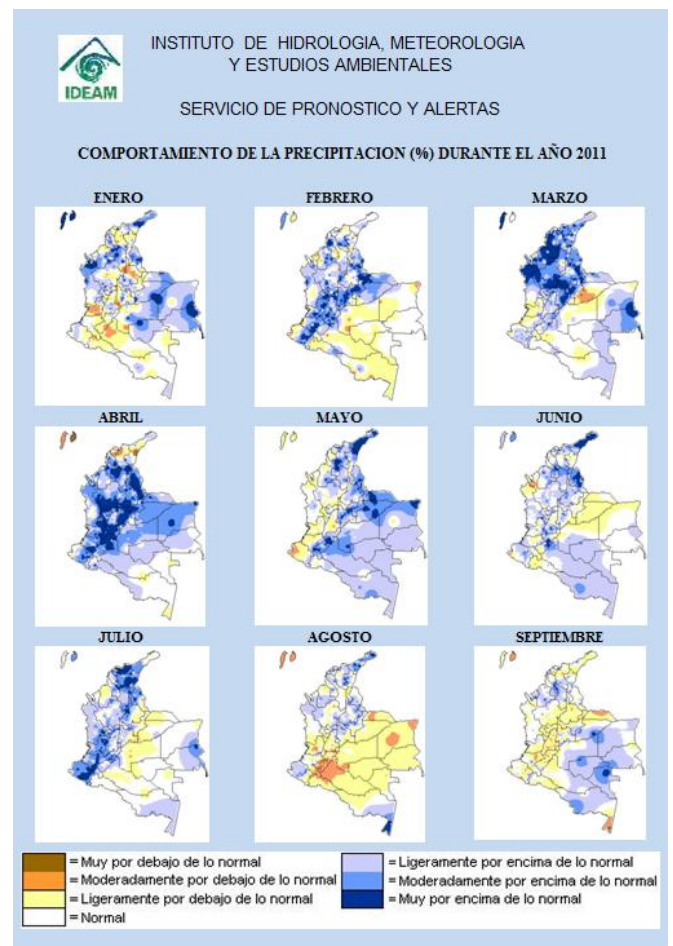 INSTITUTO DE HIDROLOGIA, METEOROLOGIA
Y ESTUDIOS AMBIENTALES
IDEAM
SERVICIO DE PRONOSTICO Y ALERTAS
COMPORTAMIENTO DE LA PRECIPITACION (%) DURANTE EL AÑO 2011
ENERO FEBRERO MARZO
ABRIL MAYO JUNIO
JULIO AGOSTO SEPTIEMBRE
= Muy por debajo de lo normal
= Moderadamente por debajo de lo normal
= Ligeramente por debajo de lo normal
= Normal
= Ligeramente por encima de lo normal
= Moderadamente por encima de lo normal
= Muy por encima de lo normal